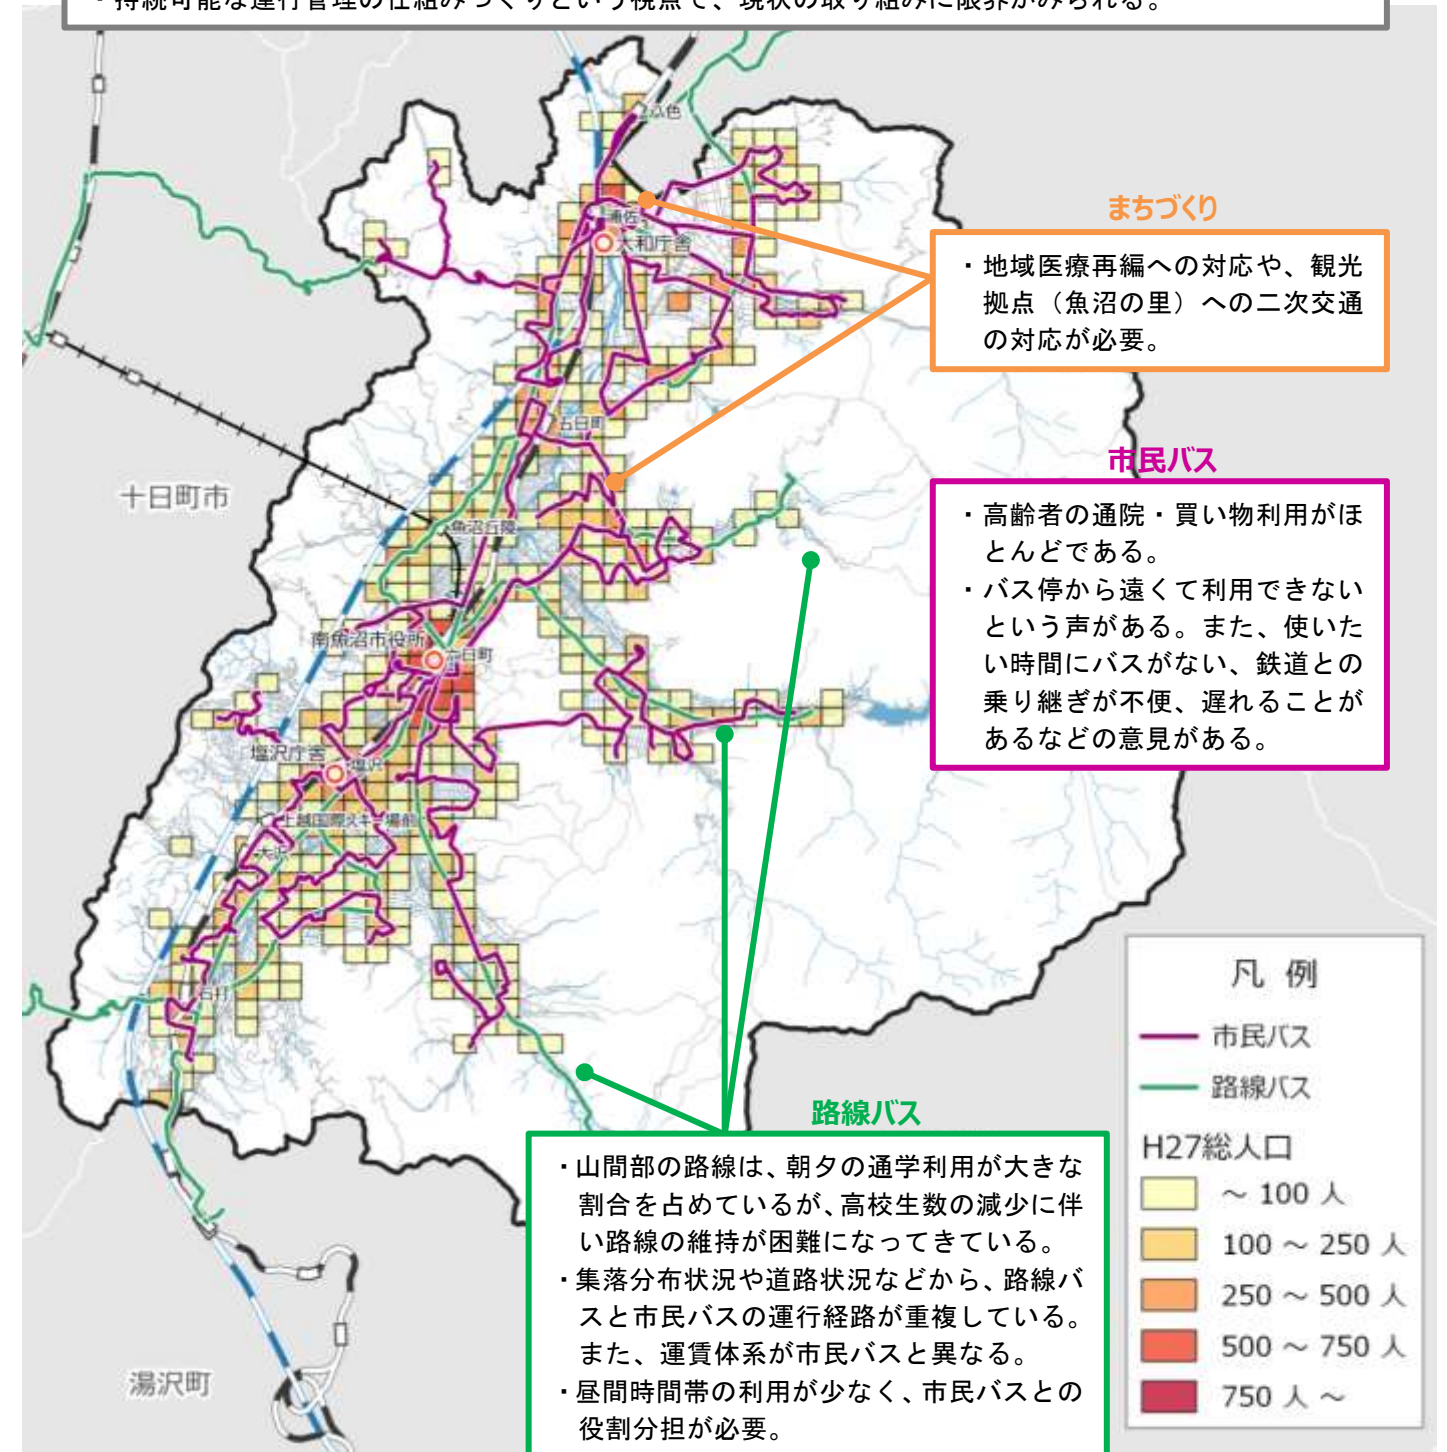 ・持続可能な運行管理の仕組みづくりという視点で、現状の取り組みに限界がみられる。
浦佐
大和庁舎
まちづくり
・地域医療再編への対応や、観光
拠点（魚沼の里）への二次交通
の対応が必要。
五日町
十日町市
魚沼丘陵
市民バス
・高齢者の通院・買い物利用がほ
とんどである。
・バス停から遠くて利用できない
という声がある。また、使いた
い時間にバスがない、鉄道との
乗り継ぎが不便、遅れることが
あるなどの意見がある。
南魚沼市役所
六日町
塩沢庁舎
塩沢
上越国際スキー場前
大沢
石打
凡 例
市民バス
路線バス
H27総人口
～ 100 人
100 ～ 250 人
250 ～ 500 人
500 ～ 750 人
750 人 ～
路線バス
・山間部の路線は、朝夕の通学利用が大きな
割合を占めているが、高校生数の減少に伴
い路線の維持が困難になってきている。
・集落分布状況や道路状況などから、路線バ
スと市民バスの運行経路が重複している。
また、運賃体系が市民バスと異なる。
・昼間時間帯の利用が少なく、市民バスとの
役割分担が必要。
湯沢町